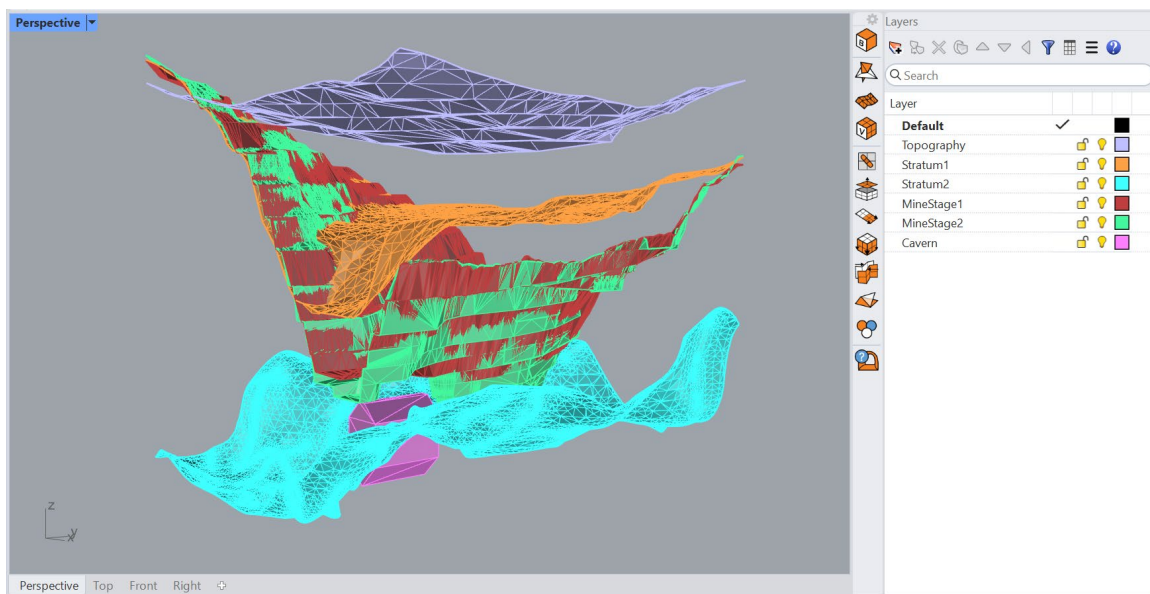 Perspective
Layers
Search
Layer
Default
Topography
Stratum1
Stratum2
MineStage1
MineStage2
Cavern
z
y
x
Perspective Top Front Right